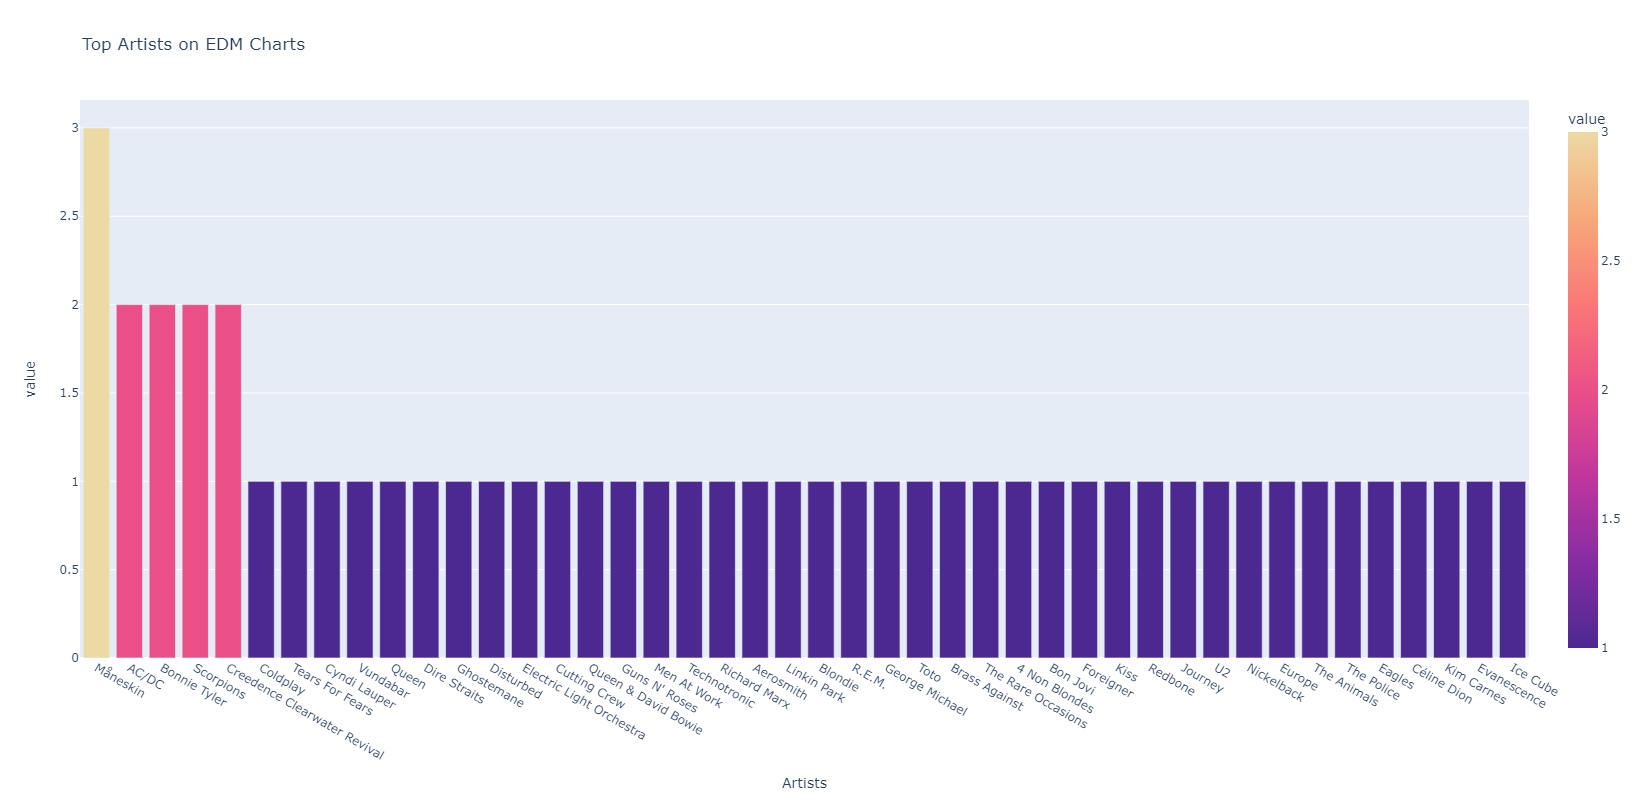 Top Artists on EDM Charts
value
3
2.5
2
1.5
1
0.5
0
Måneskin
AC/DC
Bonnie Tyler
Scorpions
Creedence Clearwater Revival
Coldplay
Tears For Fears
Cyndi Lauper
Vundabar
Queen
Dire Straits
Ghostemane
Disturbed
Electric Light Orchestra
Cutting Crew
Queen & David Bowie
Guns N' Roses
Men At Work
Technotronic
Richard Marx
Aerosmith
Linkin Park
Blondie
R.E.M.
George Michael
Toto
Brass Against
The Rare Occasions
4 Non Blondes
Bon Jovi
Foreigner
Kiss
Redbone
Journey
U2
Nickelback
Europe
The Animals
The Police
Eagles
Céline Dion
Kim Carnes
Evanescence
Ice Cube
Artists
value
3
2.5
2
1.5
1